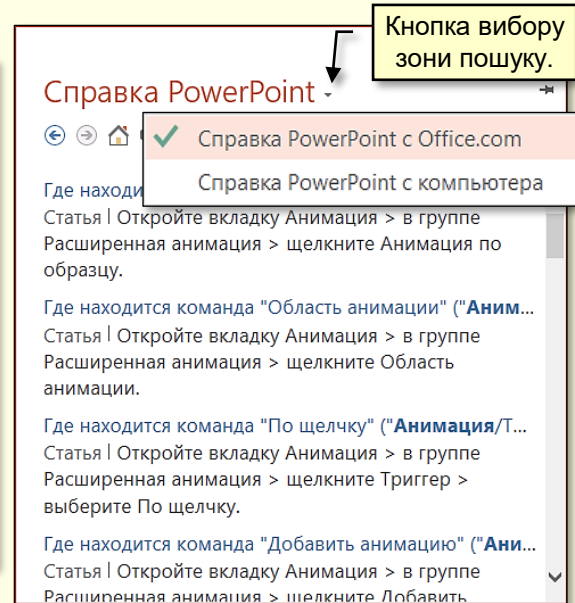 Кнопка вибору
зони пошуку.
Справка PowerPoint
Справка PowerPoint с Office.com
Справка PowerPoint с компьютера
Где находи
Статья | Откройте вкладку Анимация > в группе
Расширенная анимация > щелкните Анимация по
образцу.
Где находится команда "Область анимации" ("Аним...
Статья | Откройте вкладку Анимация > в группе
Расширенная анимация > щелкните Область
анимации.
Где находится команда "По щелчку" ("Анимация/Т...
Статья | Откройте вкладку Анимация > в группе
Расширенная анимация > щелкните Триггер >
выберите По щелчку.
Где находится команда "Добавить анимацию" ("Ани...
Статья | Откройте вкладку Анимация > в группе
Расширенная анимация > щелкните Добавить